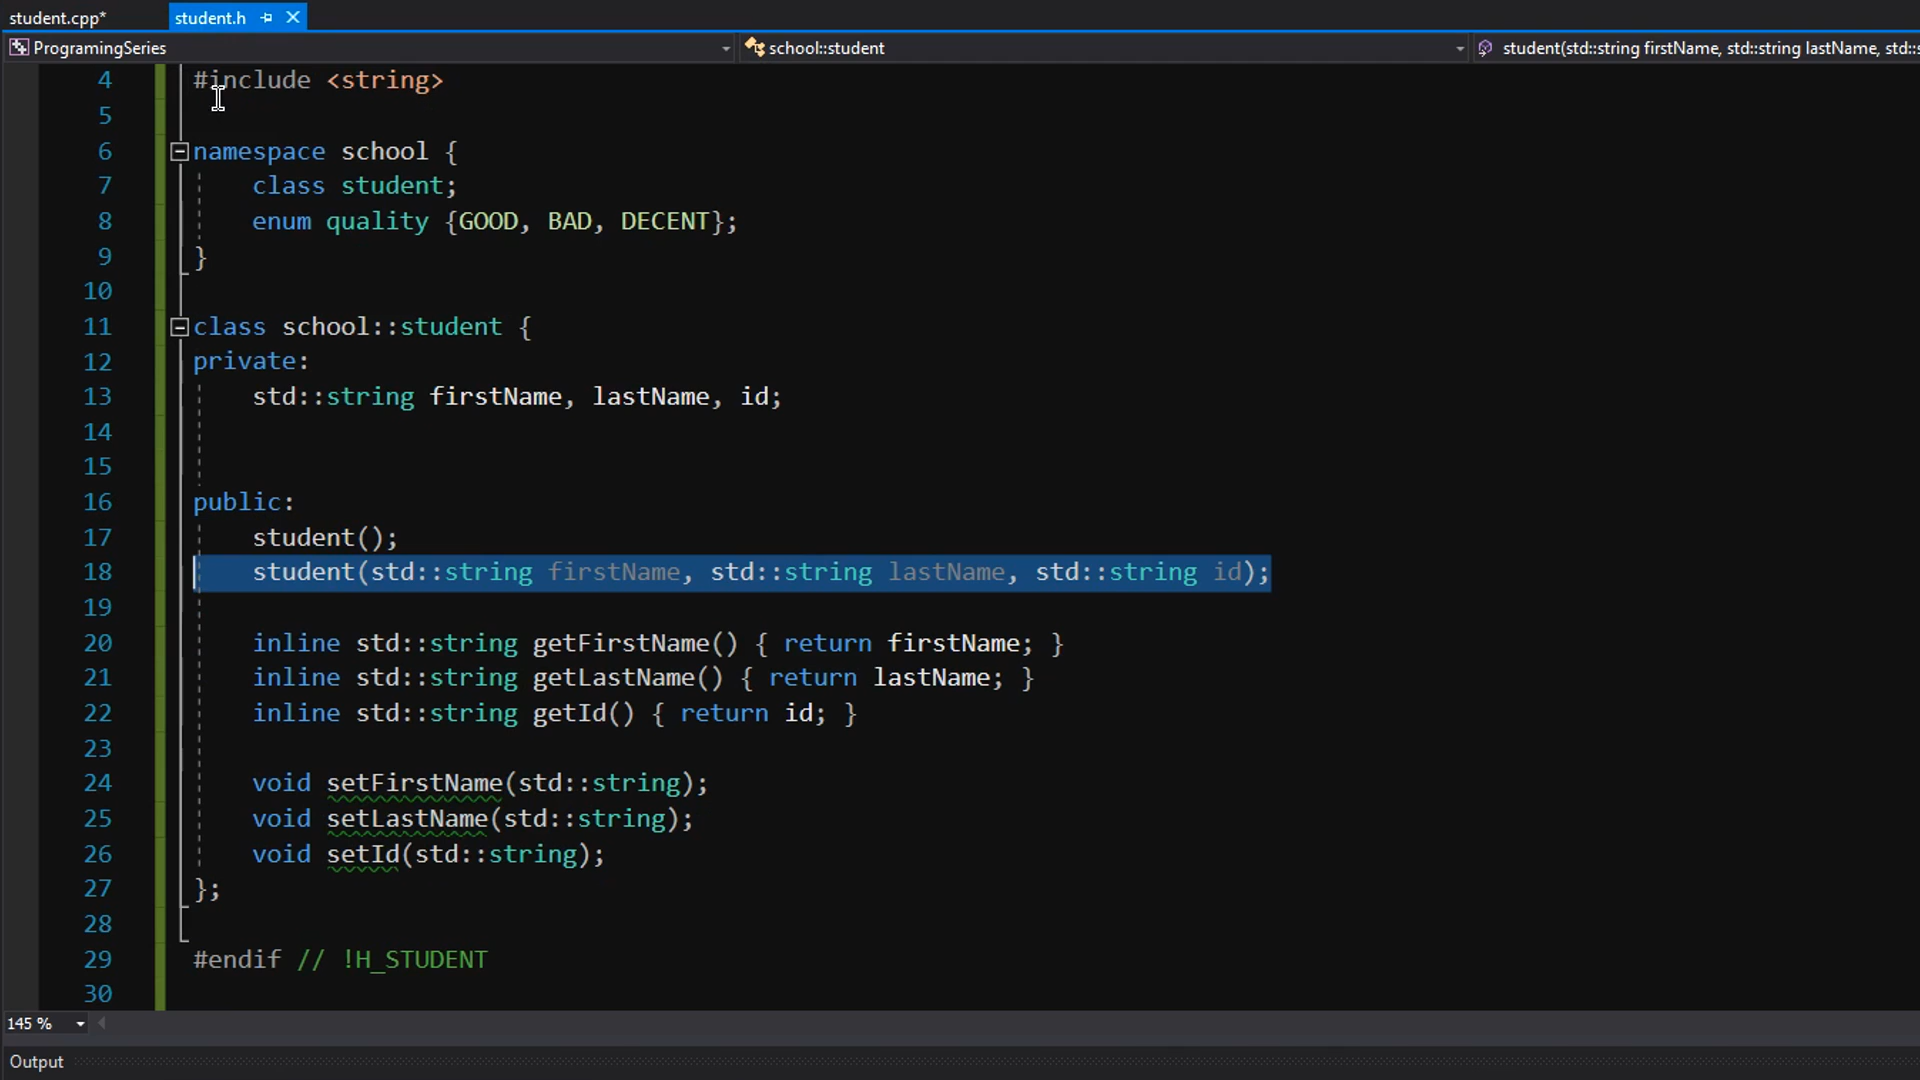 student.cpp*
student.h
ProgramingSeries
school::student
student(std::string firstName, std::string lastName, std::s
4 #include <string>
5
6 namespace school {
7 class student;
8 enum quality {GOOD, BAD, DECENT};
9 }
10
11 class school::student {
12 private:
13 std::string firstName, lastName, id;
14
15
16 public:
17 student();
18 student(std::string firstName, std::string lastName, std::string id);
19
20 inline std::string getFirstName() { return firstName; }
21 inline std::string getLastName() { return lastName; }
22 inline std::string getId() { return id; }
23
24 void setFirstName(std::string);
25 void setLastName(std::string);
26 void setId(std::string);
27 };
28
29 #endif // !H_STUDENT
30
145 %
Output